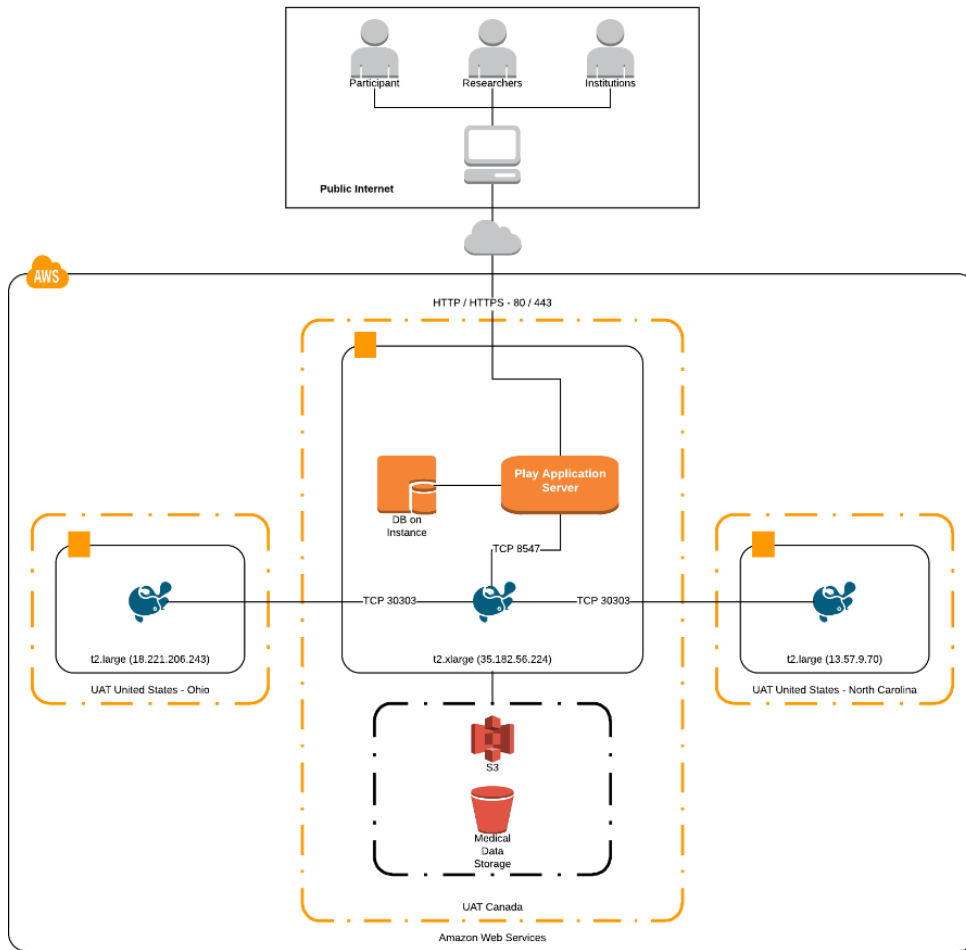 Participant
Researchers
Institutions
Public Internet
AWS
HTTP / HTTPS - 80 / 443
Play Application
Server
DB on
Instance
TCP 8547
TCP 30303
TCP 30303
t2.large (18.221.206.243)
t2.xlarge (35.182.56.224)
t2.large (13.57.9.70)
UAT United States - Ohio
UAT United States - North Carolina
S3
Medical
Data
Storage
UAT Canada
Amazon Web Services